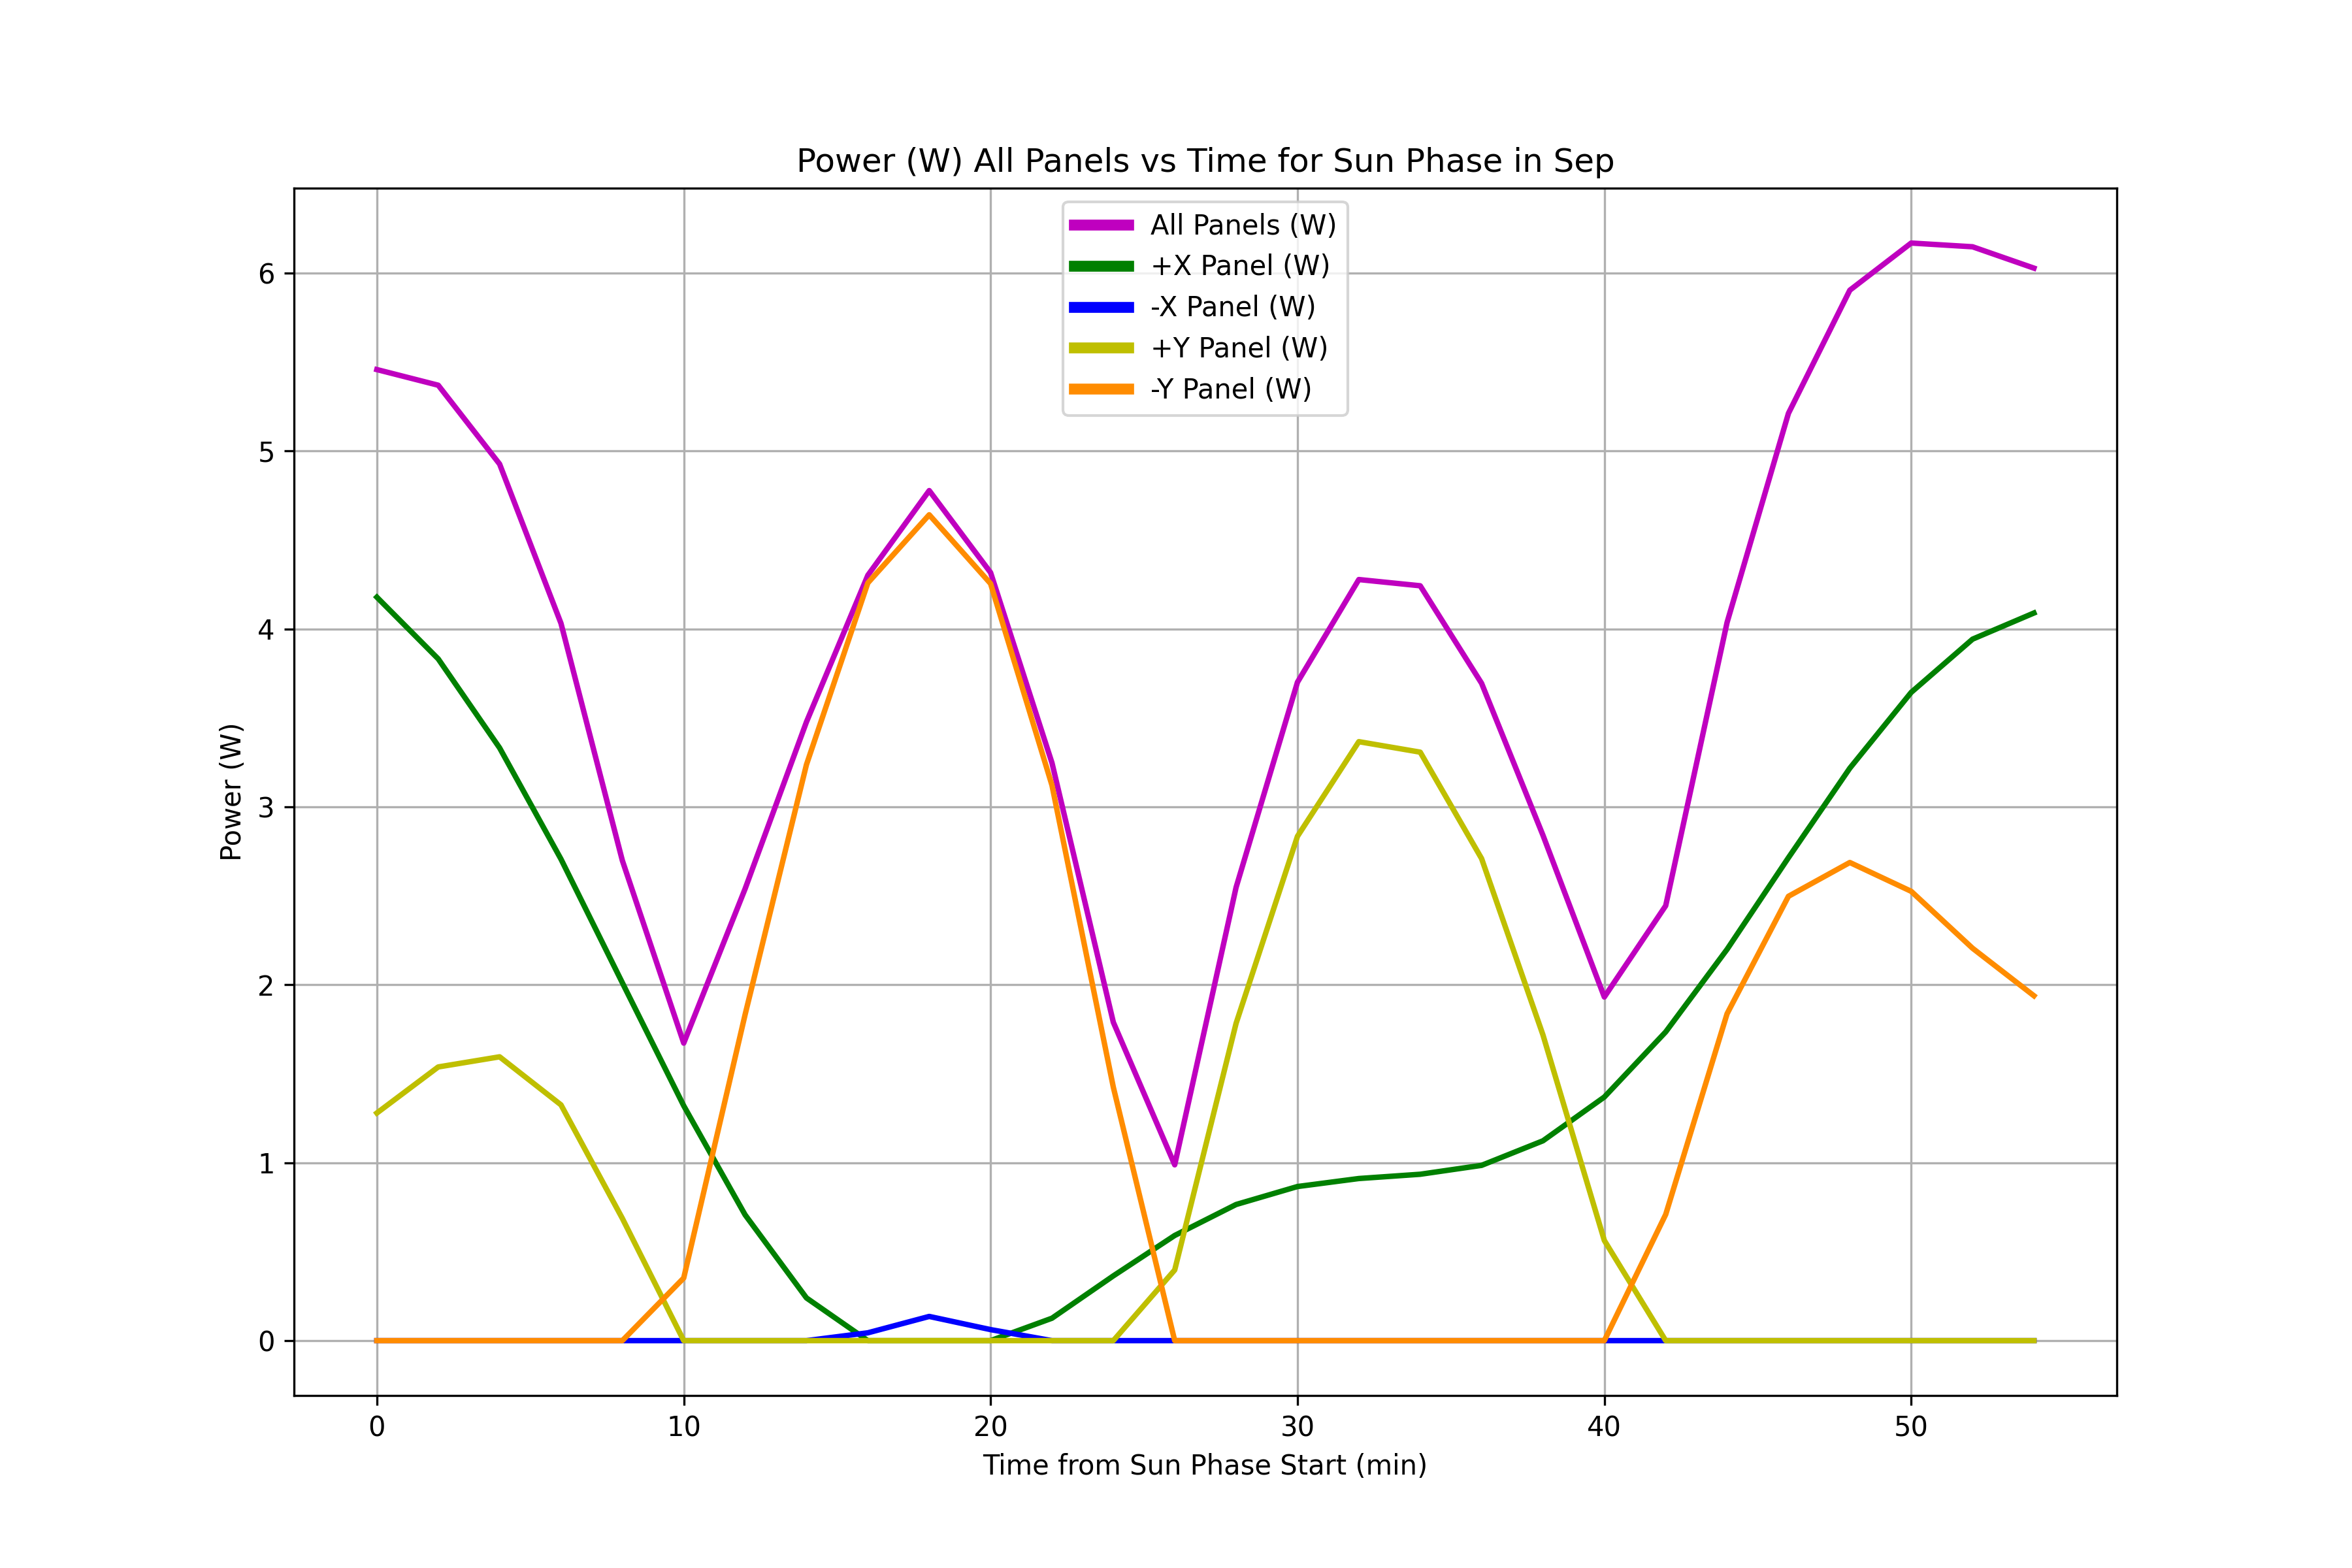 Power (W) All Panels vs Time for Sun Phase in Sep
All Panels (W)
+X Panel (W)
-X Panel (W)
+Y Panel (W)
-Y Panel (W)
Power (W)
6
5
4
3
2
1
0
0 10 20 30 40 50
Time from Sun Phase Start (min)